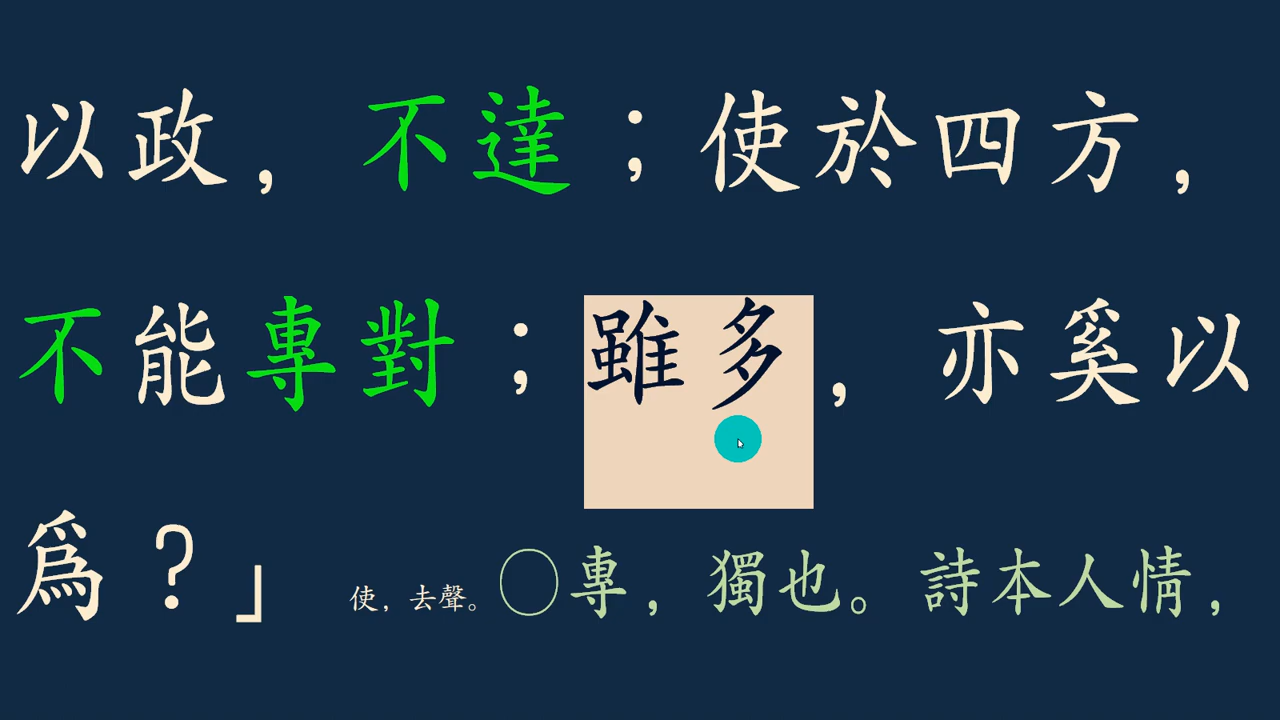 以政，不達；使於四方，
不能專對；雖多，亦奚以
爲？」使，去聲。○專，獨也。詩本人情，